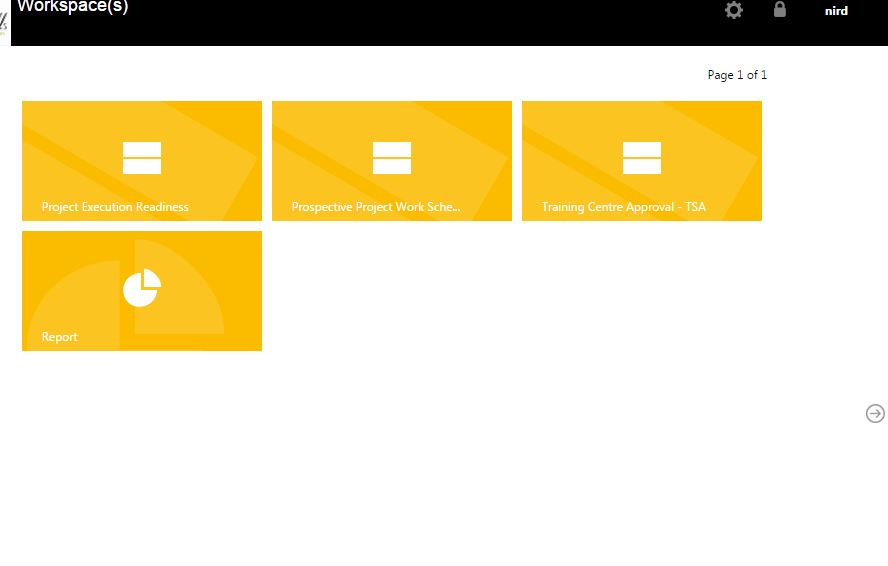 Workspace(s)
nird
Page 1 of 1
Project Execution Readiness
Prospective Project Work Sche...
Training Centre Approval - TSA
Report